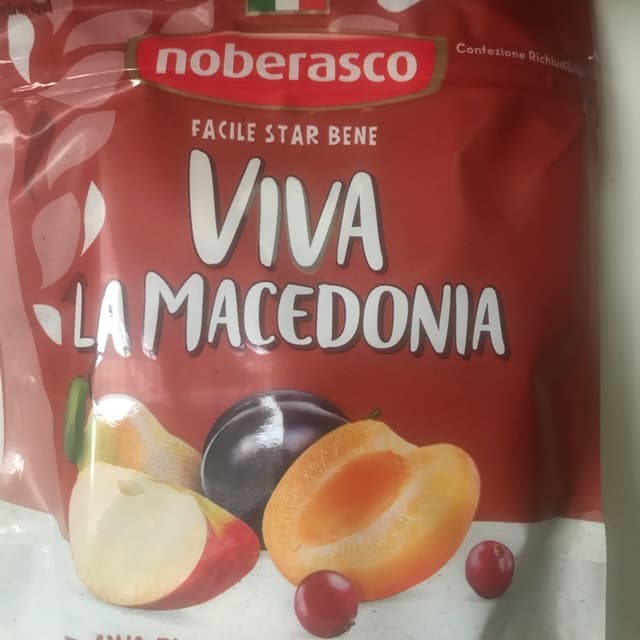 noberasco
Confezione Richiudibile
FACILE STAR BENE
VIVA
LA MACEDONIA